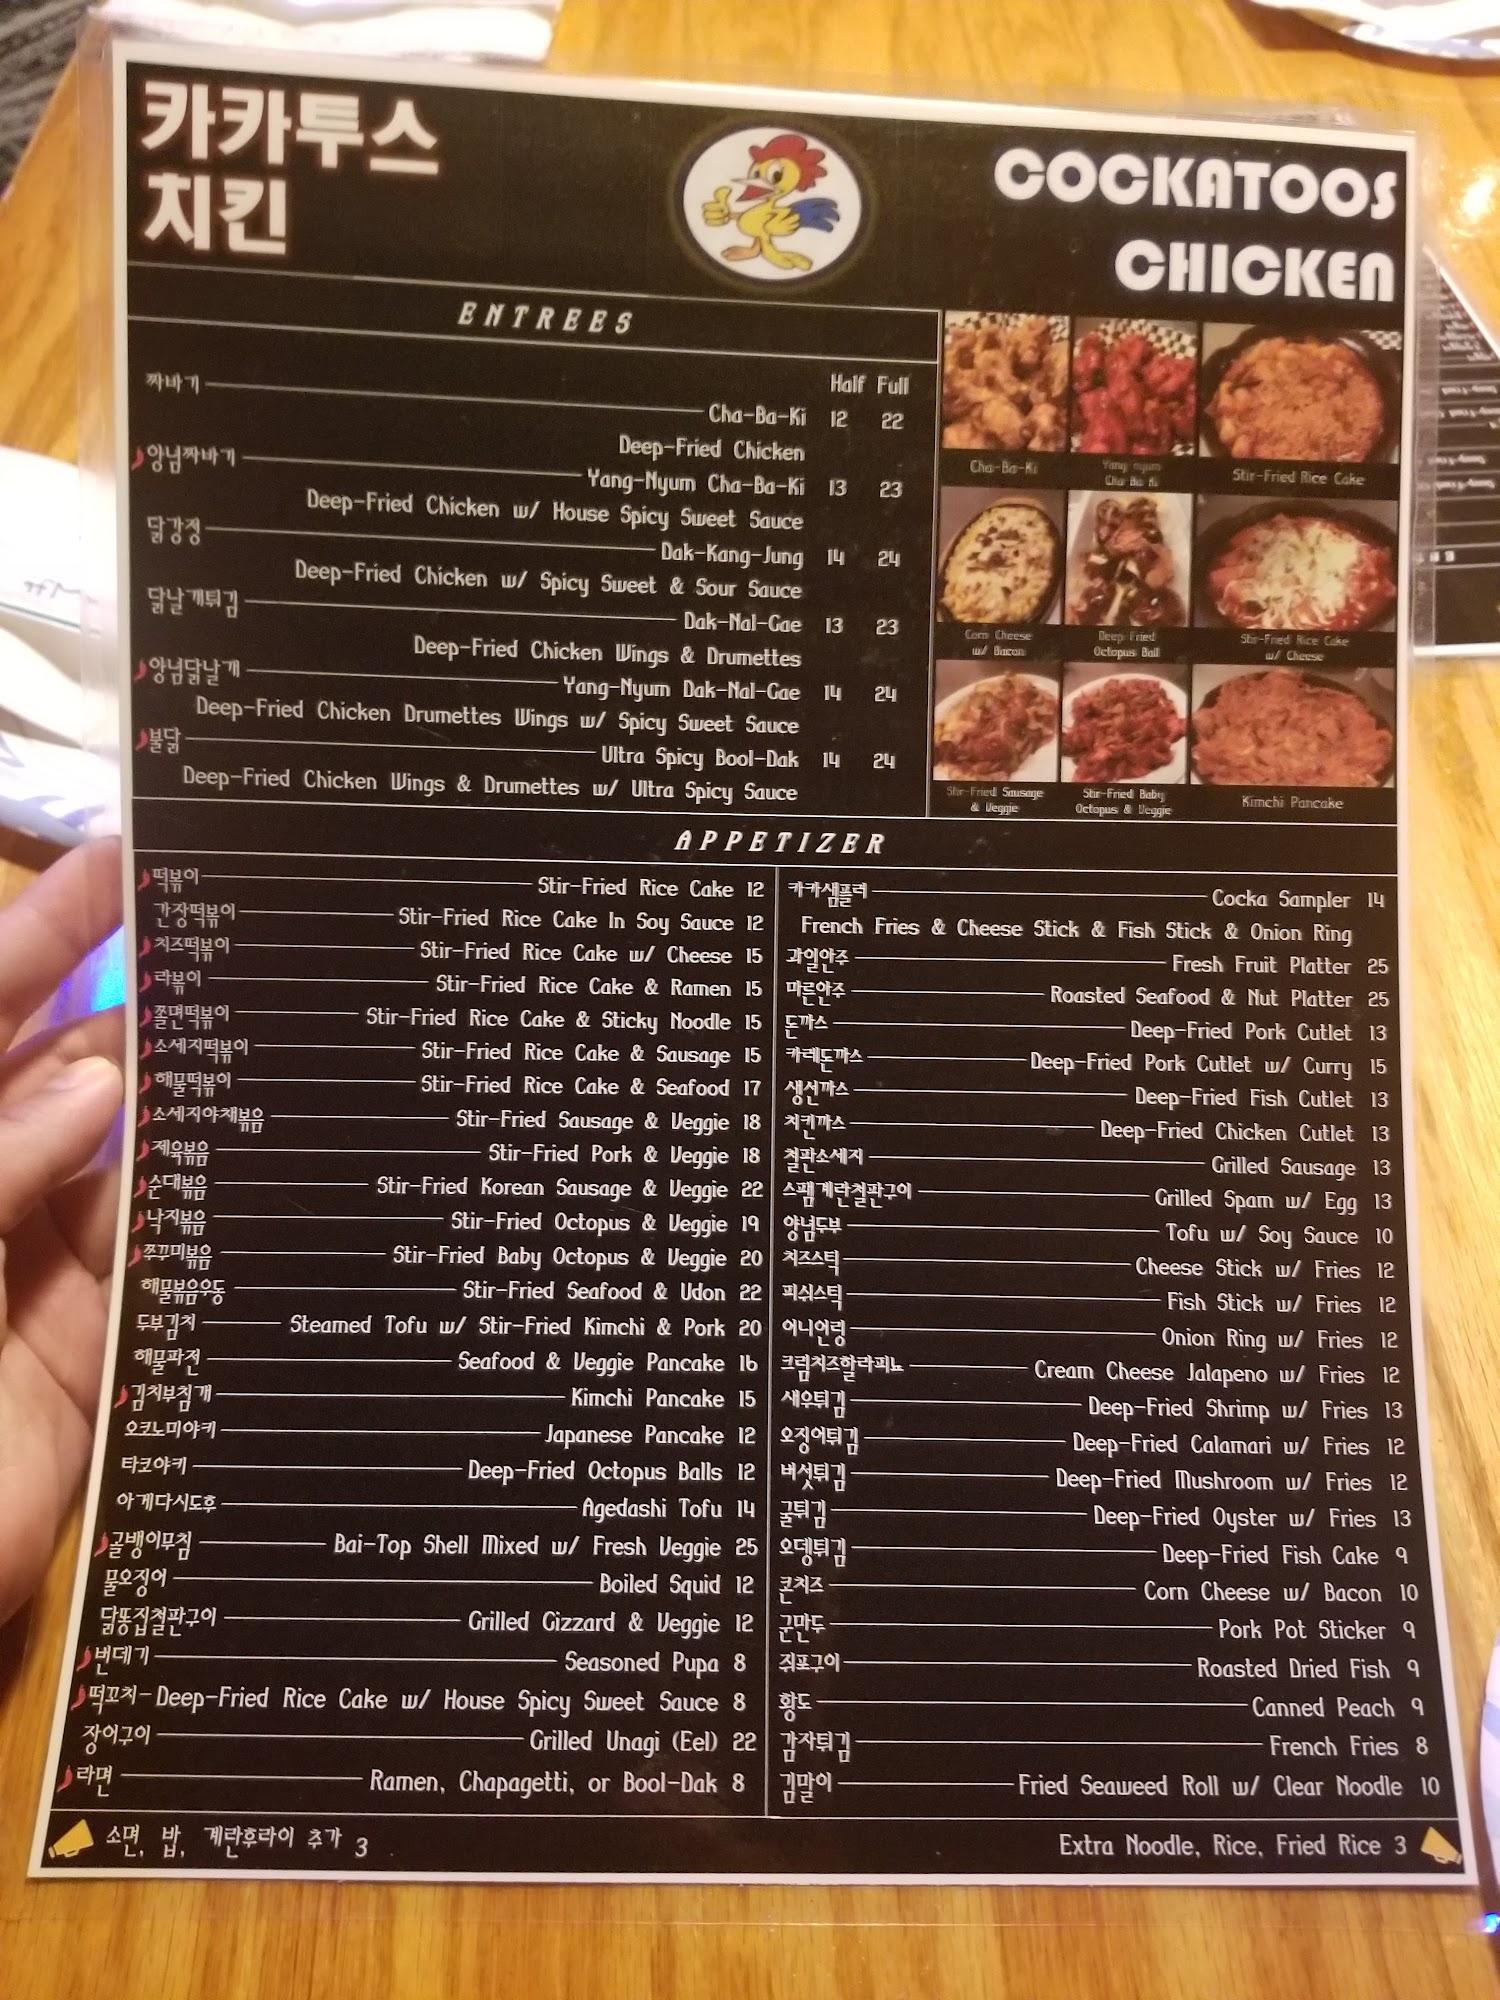 카카투스
치킨
COCKATOOS
CHICKEN
ENTREES
Half Full
짜바기 Cha-Ba-Ki 12 22
Deep-Fried Chicken
양념짜바기 Yang-Nyum Cha-Ba-Ki 13 23
Deep-Fried Chicken w/ House Spicy Sweet Sauce
닭강정 Dak-Kang-Jung 14 24
Deep-Fried Chicken w/ Spicy Sweet & Sour Sauce
닭날개튀김 Dak-Nal-Gae 13 23
Deep-Fried Chicken Wings & Drumettes
양념닭날개 Yang-Nyum Dak-Nal-Gae 14 24
Deep-Fried Chicken Drumettes Wings w/ Spicy Sweet Sauce
불닭 Ultra Spicy Bool-Dak 14 24
Deep-Fried Chicken Wings & Drumettes w/ Ultra Spicy Sauce
Cha-Ba-Ki
Yang nyum
Cha Ba Ki
Stir-Fried Rice Cake
Corn Cheese
w/ Bacon
Deep Fried
Octopus Ball
Stir-Fried Rice Cake
w/ Cheese
Stir-Fried Sausage
& Veggie
Stir-Fried Baby
Octopus & Veggie
Kimchi Pancake
APPETIZER
떡볶이 Stir-Fried Rice Cake 12
간장떡볶이 Stir-Fried Rice Cake In Soy Sauce 12
치즈떡볶이 Stir-Fried Rice Cake w/ Cheese 15
라볶이 Stir-Fried Rice Cake & Ramen 15
쫄면떡볶이 Stir-Fried Rice Cake & Sticky Noodle 15
소세지떡볶이 Stir-Fried Rice Cake & Sausage 15
해물떡볶이 Stir-Fried Rice Cake & Seafood 17
소세지야채볶음 Stir-Fried Sausage & Veggie 18
제육볶음 Stir-Fried Pork & Veggie 18
순대볶음 Stir-Fried Korean Sausage & Veggie 22
낙지볶음 Stir-Fried Octopus & Veggie 19
쭈꾸미볶음 Stir-Fried Baby Octopus & Veggie 20
해물볶음우동 Stir-Fried Seafood & Udon 22
두부김치 Steamed Tofu w/ Stir-Fried Kimchi & Pork 20
해물파전 Seafood & Veggie Pancake 16
김치부침개 Kimchi Pancake 15
오코노미야키 Japanese Pancake 12
타코야키 Deep-Fried Octopus Balls 12
아게다시도후 Agedashi Tofu 14
골뱅이무침 Bai-Top Shell Mixed w/ Fresh Veggie 25
물오징어 Boiled Squid 12
닭똥집철판구이 Grilled Gizzard & Veggie 12
번데기 Seasoned Pupa 8
떡꼬치 - Deep-Fried Rice Cake w/ House Spicy Sweet Sauce 8
장어구이 Grilled Unagi (Eel) 22
라면 Ramen, Chapagetti, or Bool-Dak 8
카카샘플러 Cocka Sampler 14
French Fries & Cheese Stick & Fish Stick & Onion Ring
과일안주 Fresh Fruit Platter 25
마른안주 Roasted Seafood & Nut Platter 25
돈까스 Deep-Fried Pork Cutlet 13
카레돈까스 Deep-Fried Pork Cutlet w/ Curry 15
생선까스 Deep-Fried Fish Cutlet 13
치킨까스 Deep-Fried Chicken Cutlet 13
철판소세지 Grilled Sausage 13
스팸계란철판구이 Grilled Spam w/ Egg 13
양념두부 Tofu w/ Soy Sauce 10
치즈스틱 Cheese Stick w/ Fries 12
피쉬스틱 Fish Stick w/ Fries 12
어니언링 Onion Ring w/ Fries 12
크림치즈할라피뇨 Cream Cheese Jalapeno w/ Fries 12
새우튀김 Deep-Fried Shrimp w/ Fries 13
오징어튀김 Deep-Fried Calamari w/ Fries 12
버섯튀김 Deep-Fried Mushroom w/ Fries 12
굴튀김 Deep-Fried Oyster w/ Fries 13
오뎅튀김 Deep-Fried Fish Cake 9
콘치즈 Corn Cheese w/ Bacon 10
군만두 Pork Pot Sticker 9
쥐포구이 Roasted Dried Fish 9
황도 Canned Peach 9
감자튀김 French Fries 8
김말이 Fried Seaweed Roll w/ Clear Noodle 10
소면, 밥, 계란후라이 추가 3
Extra Noodle, Rice, Fried Rice 3